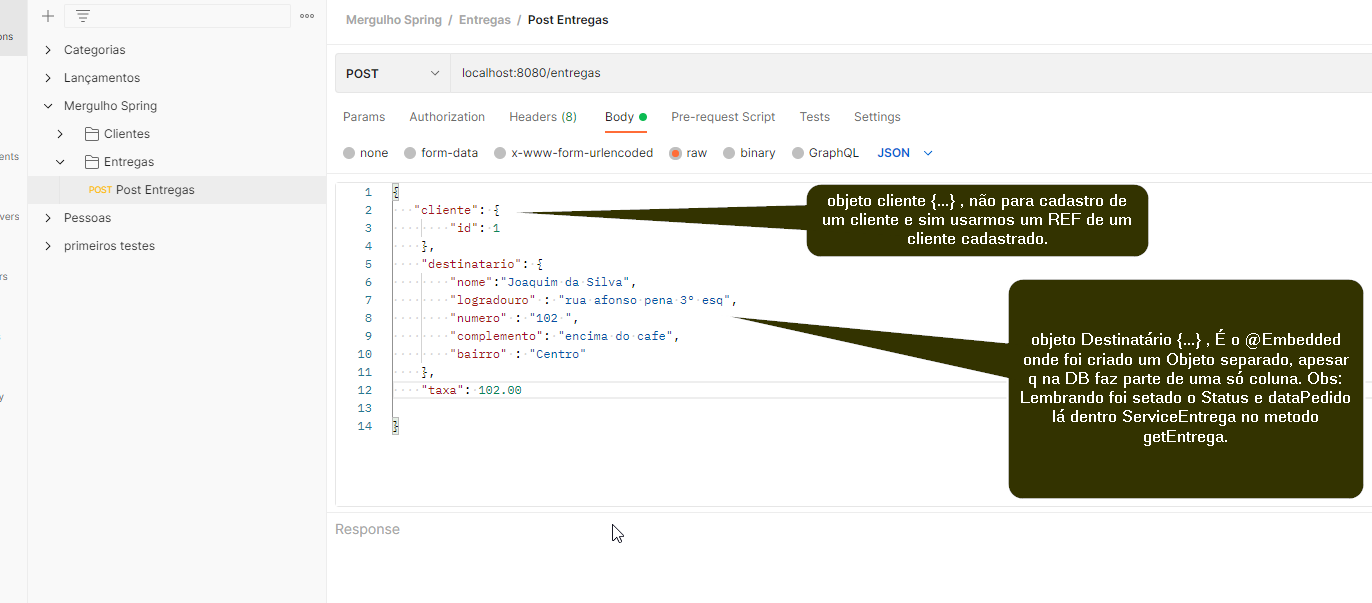 Mergulho Spring / Entregas / Post Entregas
ons
Categorias
Lançamentos
Mergulho Spring
Clientes
Entregas
POST Post Entregas
Pessoas
primeiros testes
ents
vers
rs
y
POST localhost:8080/entregas
Params Authorization Headers (8) Body Pre-request Script Tests Settings
none form-data x-www-form-urlencoded raw binary GraphQL JSON
1 {
2 "cliente": {
3 "id": 1
4 },
5 "destinatario": {
6 "nome":"Joaquim da Silva",
7 "logradouro" : "rua afonso pena 3º esq",
8 "numero" : "102 ",
9 "complemento": "encima do cafe",
10 "bairro" : "Centro"
11 },
12 "taxa": 102.00
13
14 }
objeto cliente {...} , não para cadastro de
um cliente e sim usarmos um REF de um
cliente cadastrado.
objeto Destinatário {...} , É o @Embedded
onde foi criado um Objeto separado, apesar
q na DB faz parte de uma só coluna. Obs:
Lembrando foi setado o Status e dataPedido
lá dentro ServiceEntrega no metodo
getEntrega.
Response